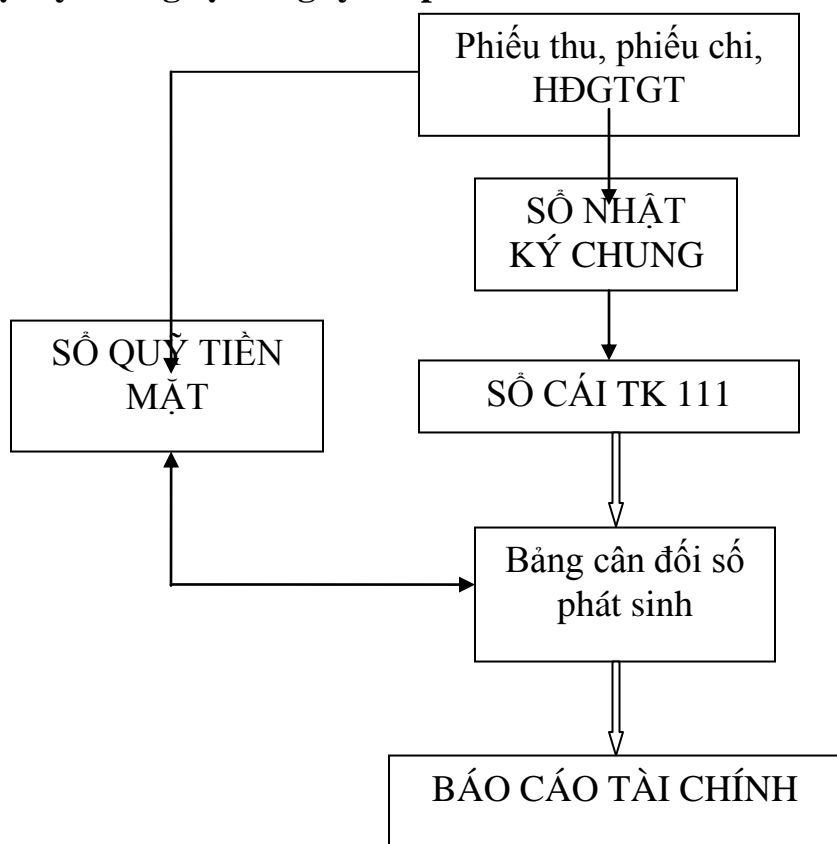 Phiếu thu, phiếu chi,
HĐGTGT
SỔ NHẬT
KÝ CHUNG
SỔ QUỸ TIỀN
MẶT
SỔ CÁI TK 111
Bảng cân đối số
phát sinh
BÁO CÁO TÀI CHÍNH